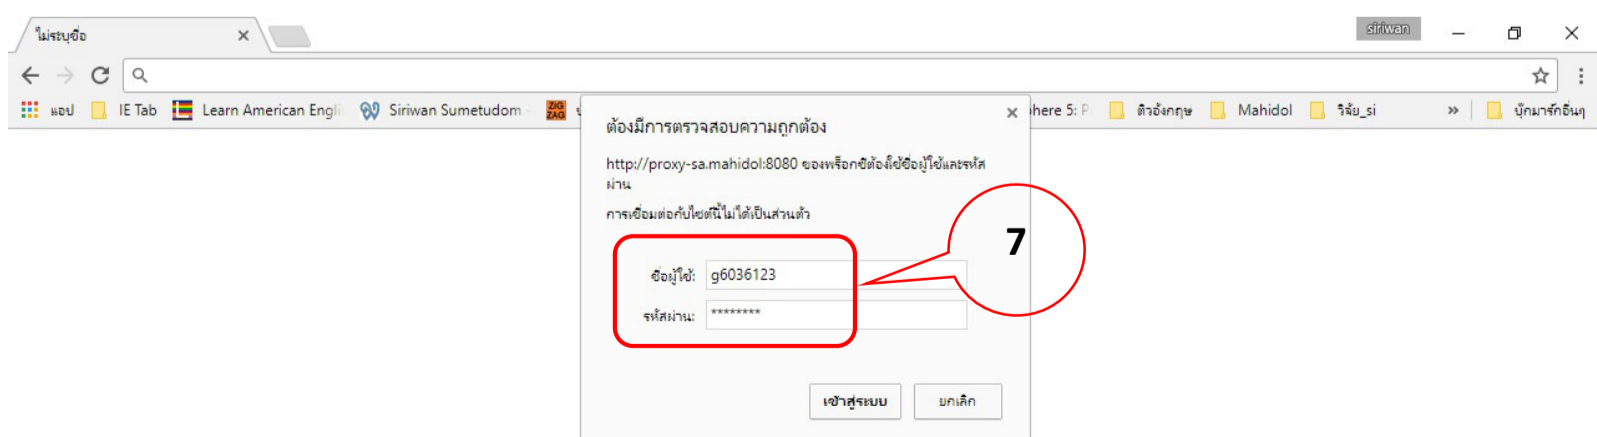 ไม่ระบุชื่อ
siriwan
แอป IE Tab Learn American Engli Siriwan Sumetudom - ZIG ZAG here 5: P ติวอังกฤษ Mahidol วิจัย_si » บุ๊กมาร์กอื่นๆ
ต้องมีการตรวจสอบความถูกต้อง
http://proxy-sa.mahidol:8080 ของพร็อกซีต้องใช้ชื่อผู้ใช้และรหัส
ผ่าน
การเชื่อมต่อกับไซต์นี้ไม่ได้เป็นส่วนตัว
7
ชื่อผู้ใช้: g6036123
รหัสผ่าน: ********
เข้าสู่ระบบ ยกเลิก